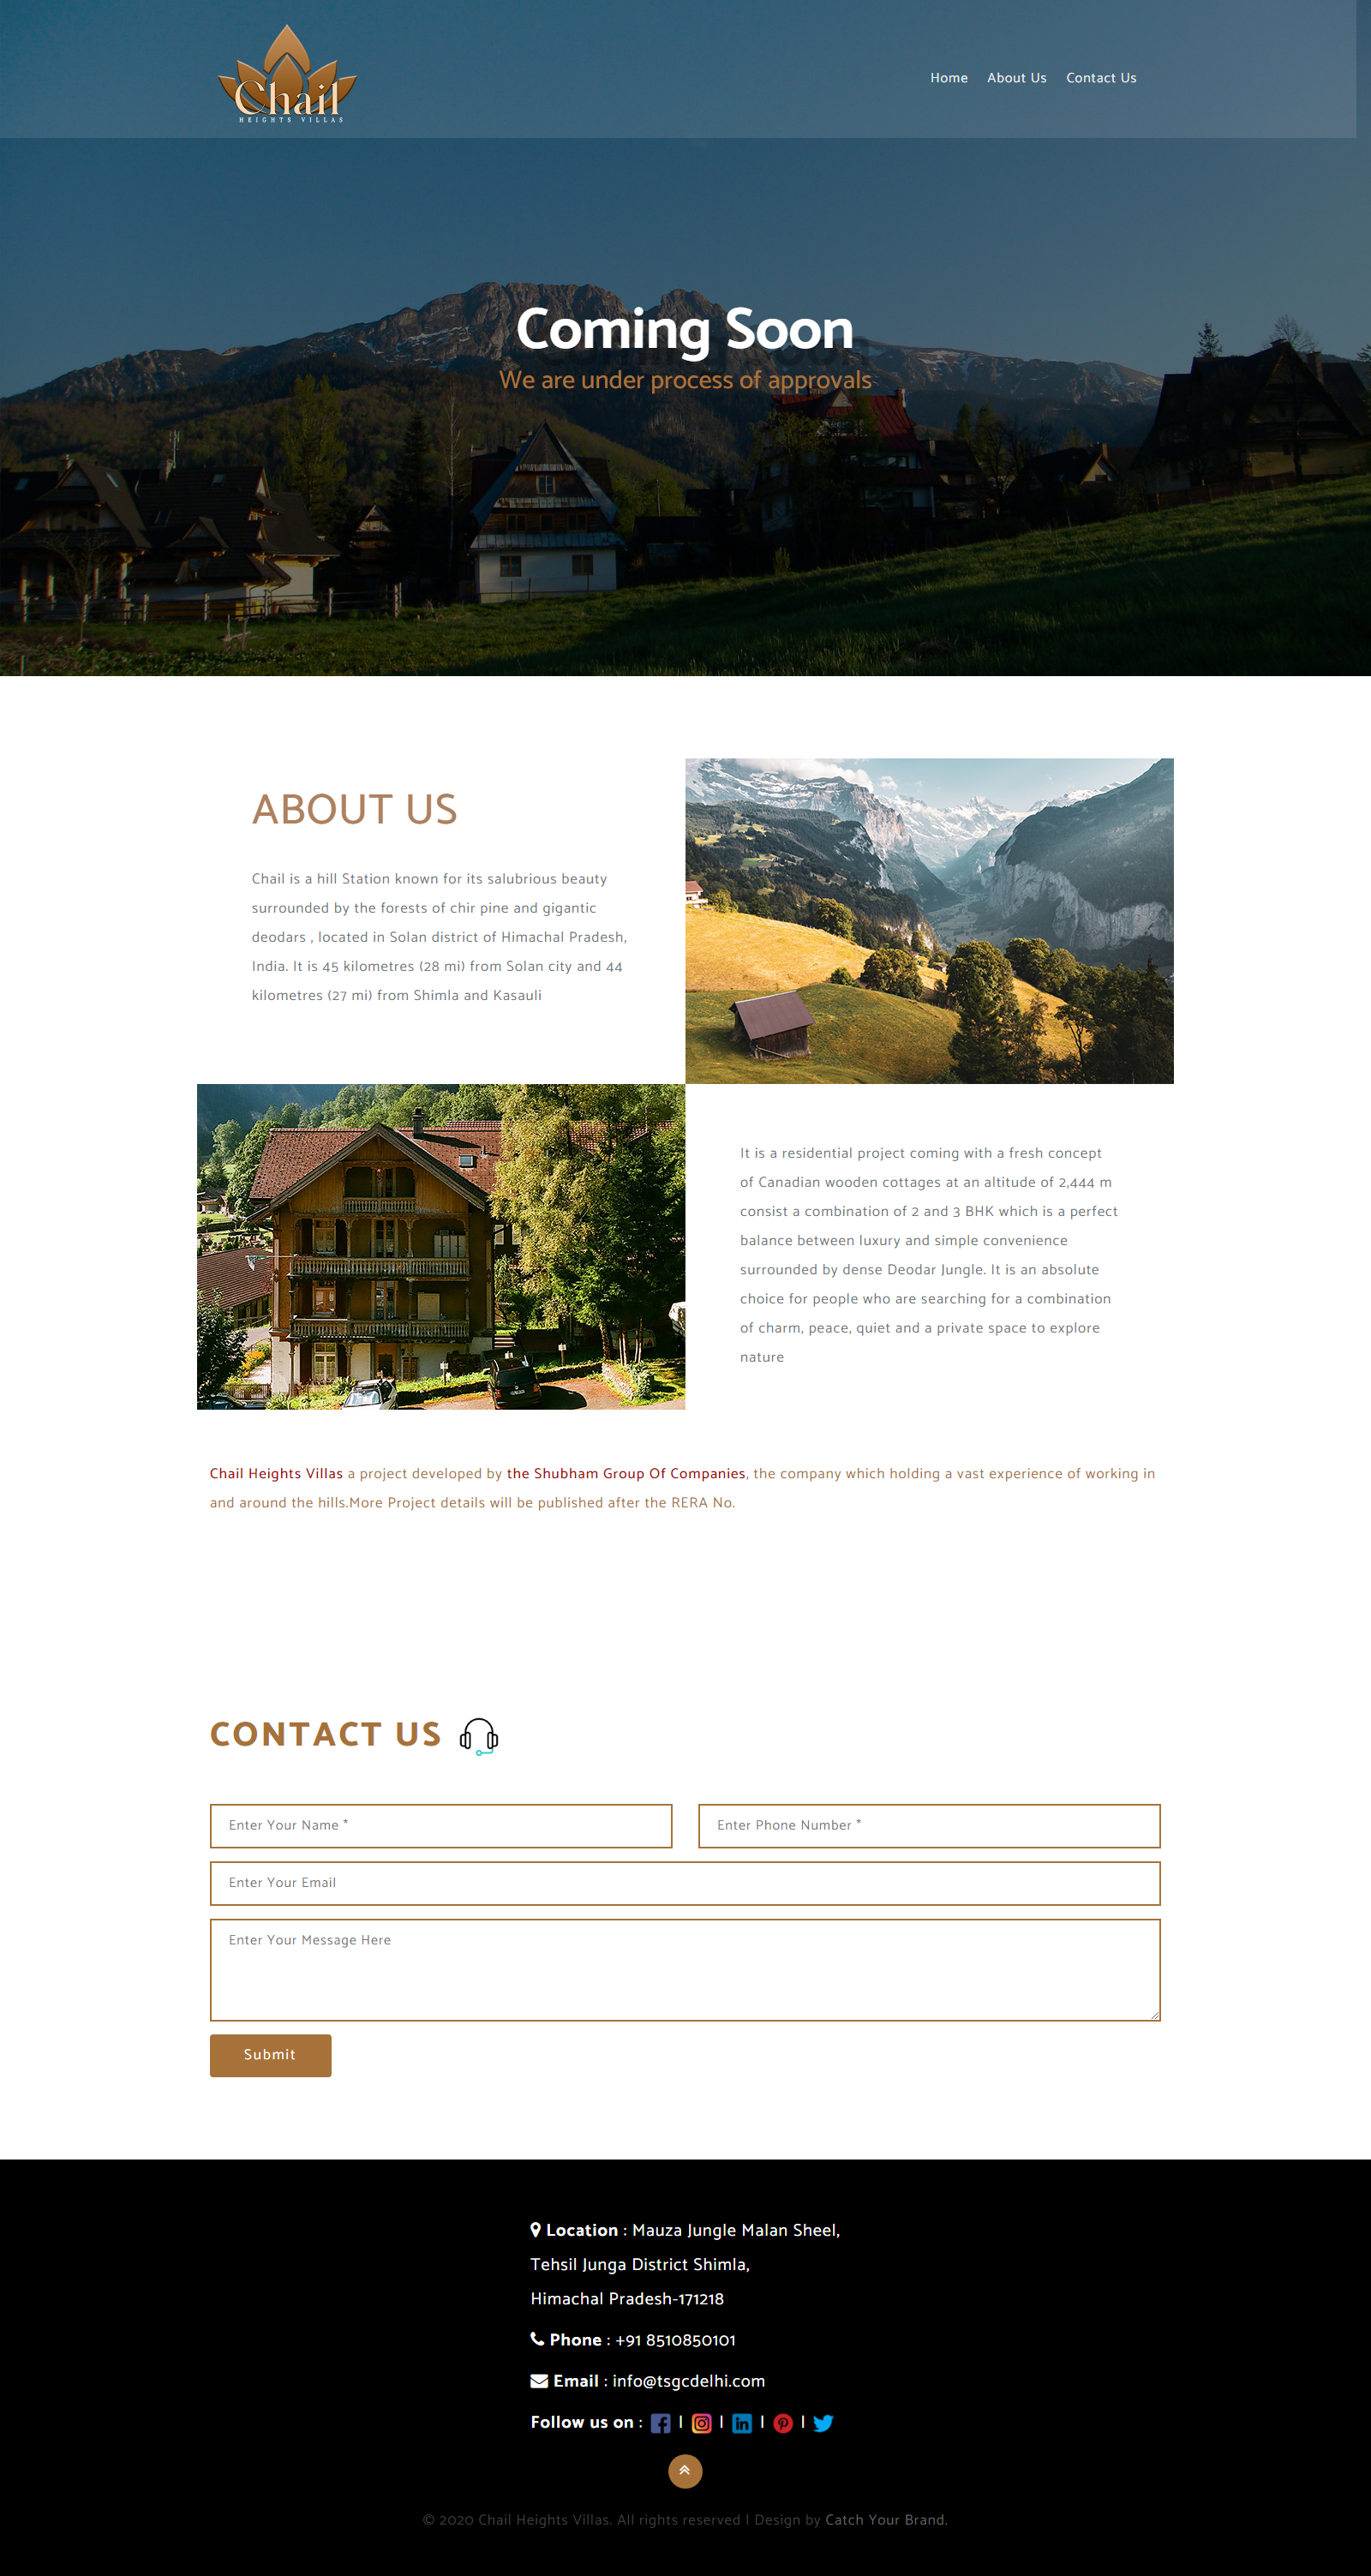 Chail
HEIGHTS VILLAS
Home About Us Contact Us
Coming Soon
We are under process of approvals
ABOUT US
Chail is a hill Station known for its salubrious beauty
surrounded by the forests of chir pine and gigantic
deodars , located in Solan district of Himachal Pradesh,
India. It is 45 kilometres (28 mi) from Solan city and 44
kilometres (27 mi) from Shimla and Kasauli
It is a residential project coming with a fresh concept
of Canadian wooden cottages at an altitude of 2,444 m
consist a combination of 2 and 3 BHK which is a perfect
balance between luxury and simple convenience
surrounded by dense Deodar Jungle. It is an absolute
choice for people who are searching for a combination
of charm, peace, quiet and a private space to explore
nature
Chail Heights Villas a project developed by the Shubham Group Of Companies, the company which holding a vast experience of working in
and around the hills.More Project details will be published after the RERA No.
CONTACT US
Enter Your Name * Enter Phone Number *
Enter Your Email
Enter Your Message Here
Submit
Location : Mauza Jungle Malan Sheel,
Tehsil Junga District Shimla,
Himachal Pradesh-171218
Phone : +91 8510850101
Email : info@tsgcdelhi.com
Follow us on : | | | |
© 2020 Chail Heights Villas. All rights reserved | Design by Catch Your Brand.